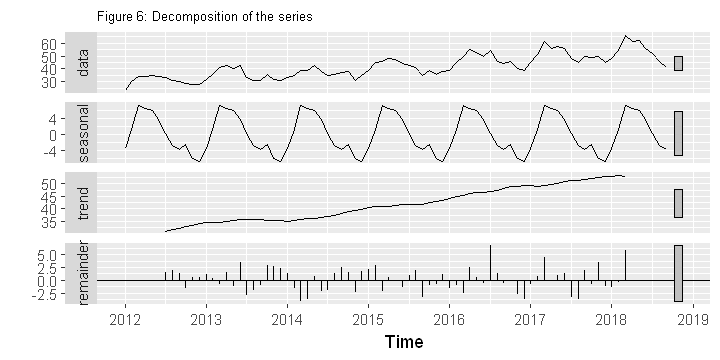 Figure 6: Decomposition of the series
60
50
40
30
data
4
0
-4
seasonal
50
45
40
35
trend
5.0
2.5
0.0
-2.5
remainder
2012 2013 2014 2015 2016 2017 2018 2019
Time